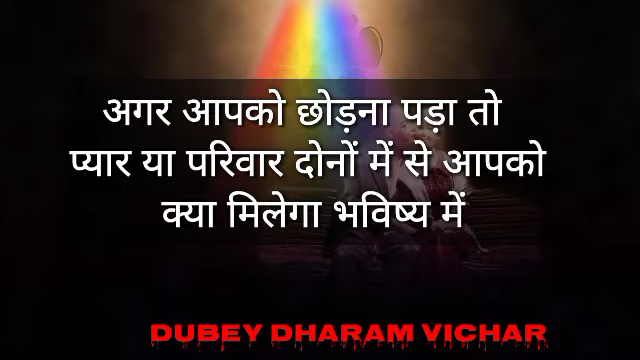 अगर आपको छोड़ना पड़ा तो
प्यार या परिवार दोनों में से आपको
क्या मिलेगा भविष्य में
DUBEY DHARAM VICHAR